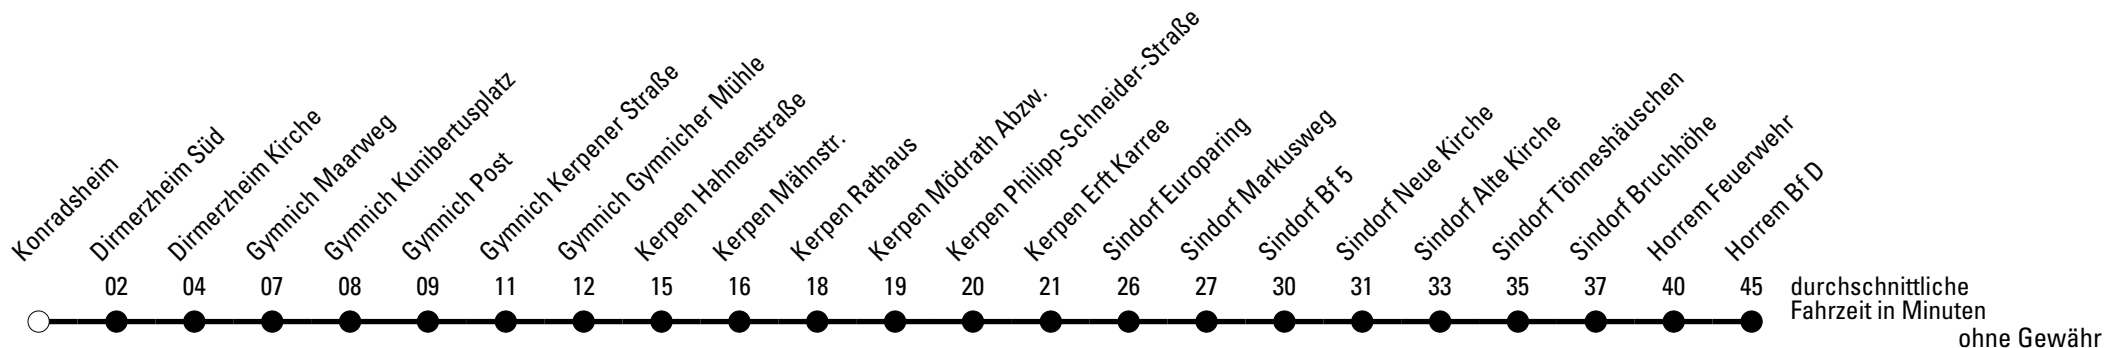 Konradsheim
Dirmerzheim Süd
Dirmerzheim Kirche
Gymnich Maarweg
Gymnich Kunibertusplatz
Gymnich Post
Gymnich Kerpener Straße
Gymnich Gymnicher Mühle
Kerpen Hahnenstraße
Kerpen Mähnstr.
Kerpen Rathaus
Kerpen Mödrath Abzw.
Kerpen Philipp-Schneider-Straße
Kerpen Erft Karree
Sindorf Europaring
Sindorf Markusweg
Sindorf Bf 5
Sindorf Neue Kirche
Sindorf Alte Kirche
Sindorf Tönneshäuschen
Sindorf Bruchhöhe
Horrem Feuerwehr
Horrem Bf D
02 04 07 08 09 11 12 15 16 18 19 20 21 26 27 30 31 33 35 37 40 45 durchschnittliche
Fahrzeit in Minuten
ohne Gewähr